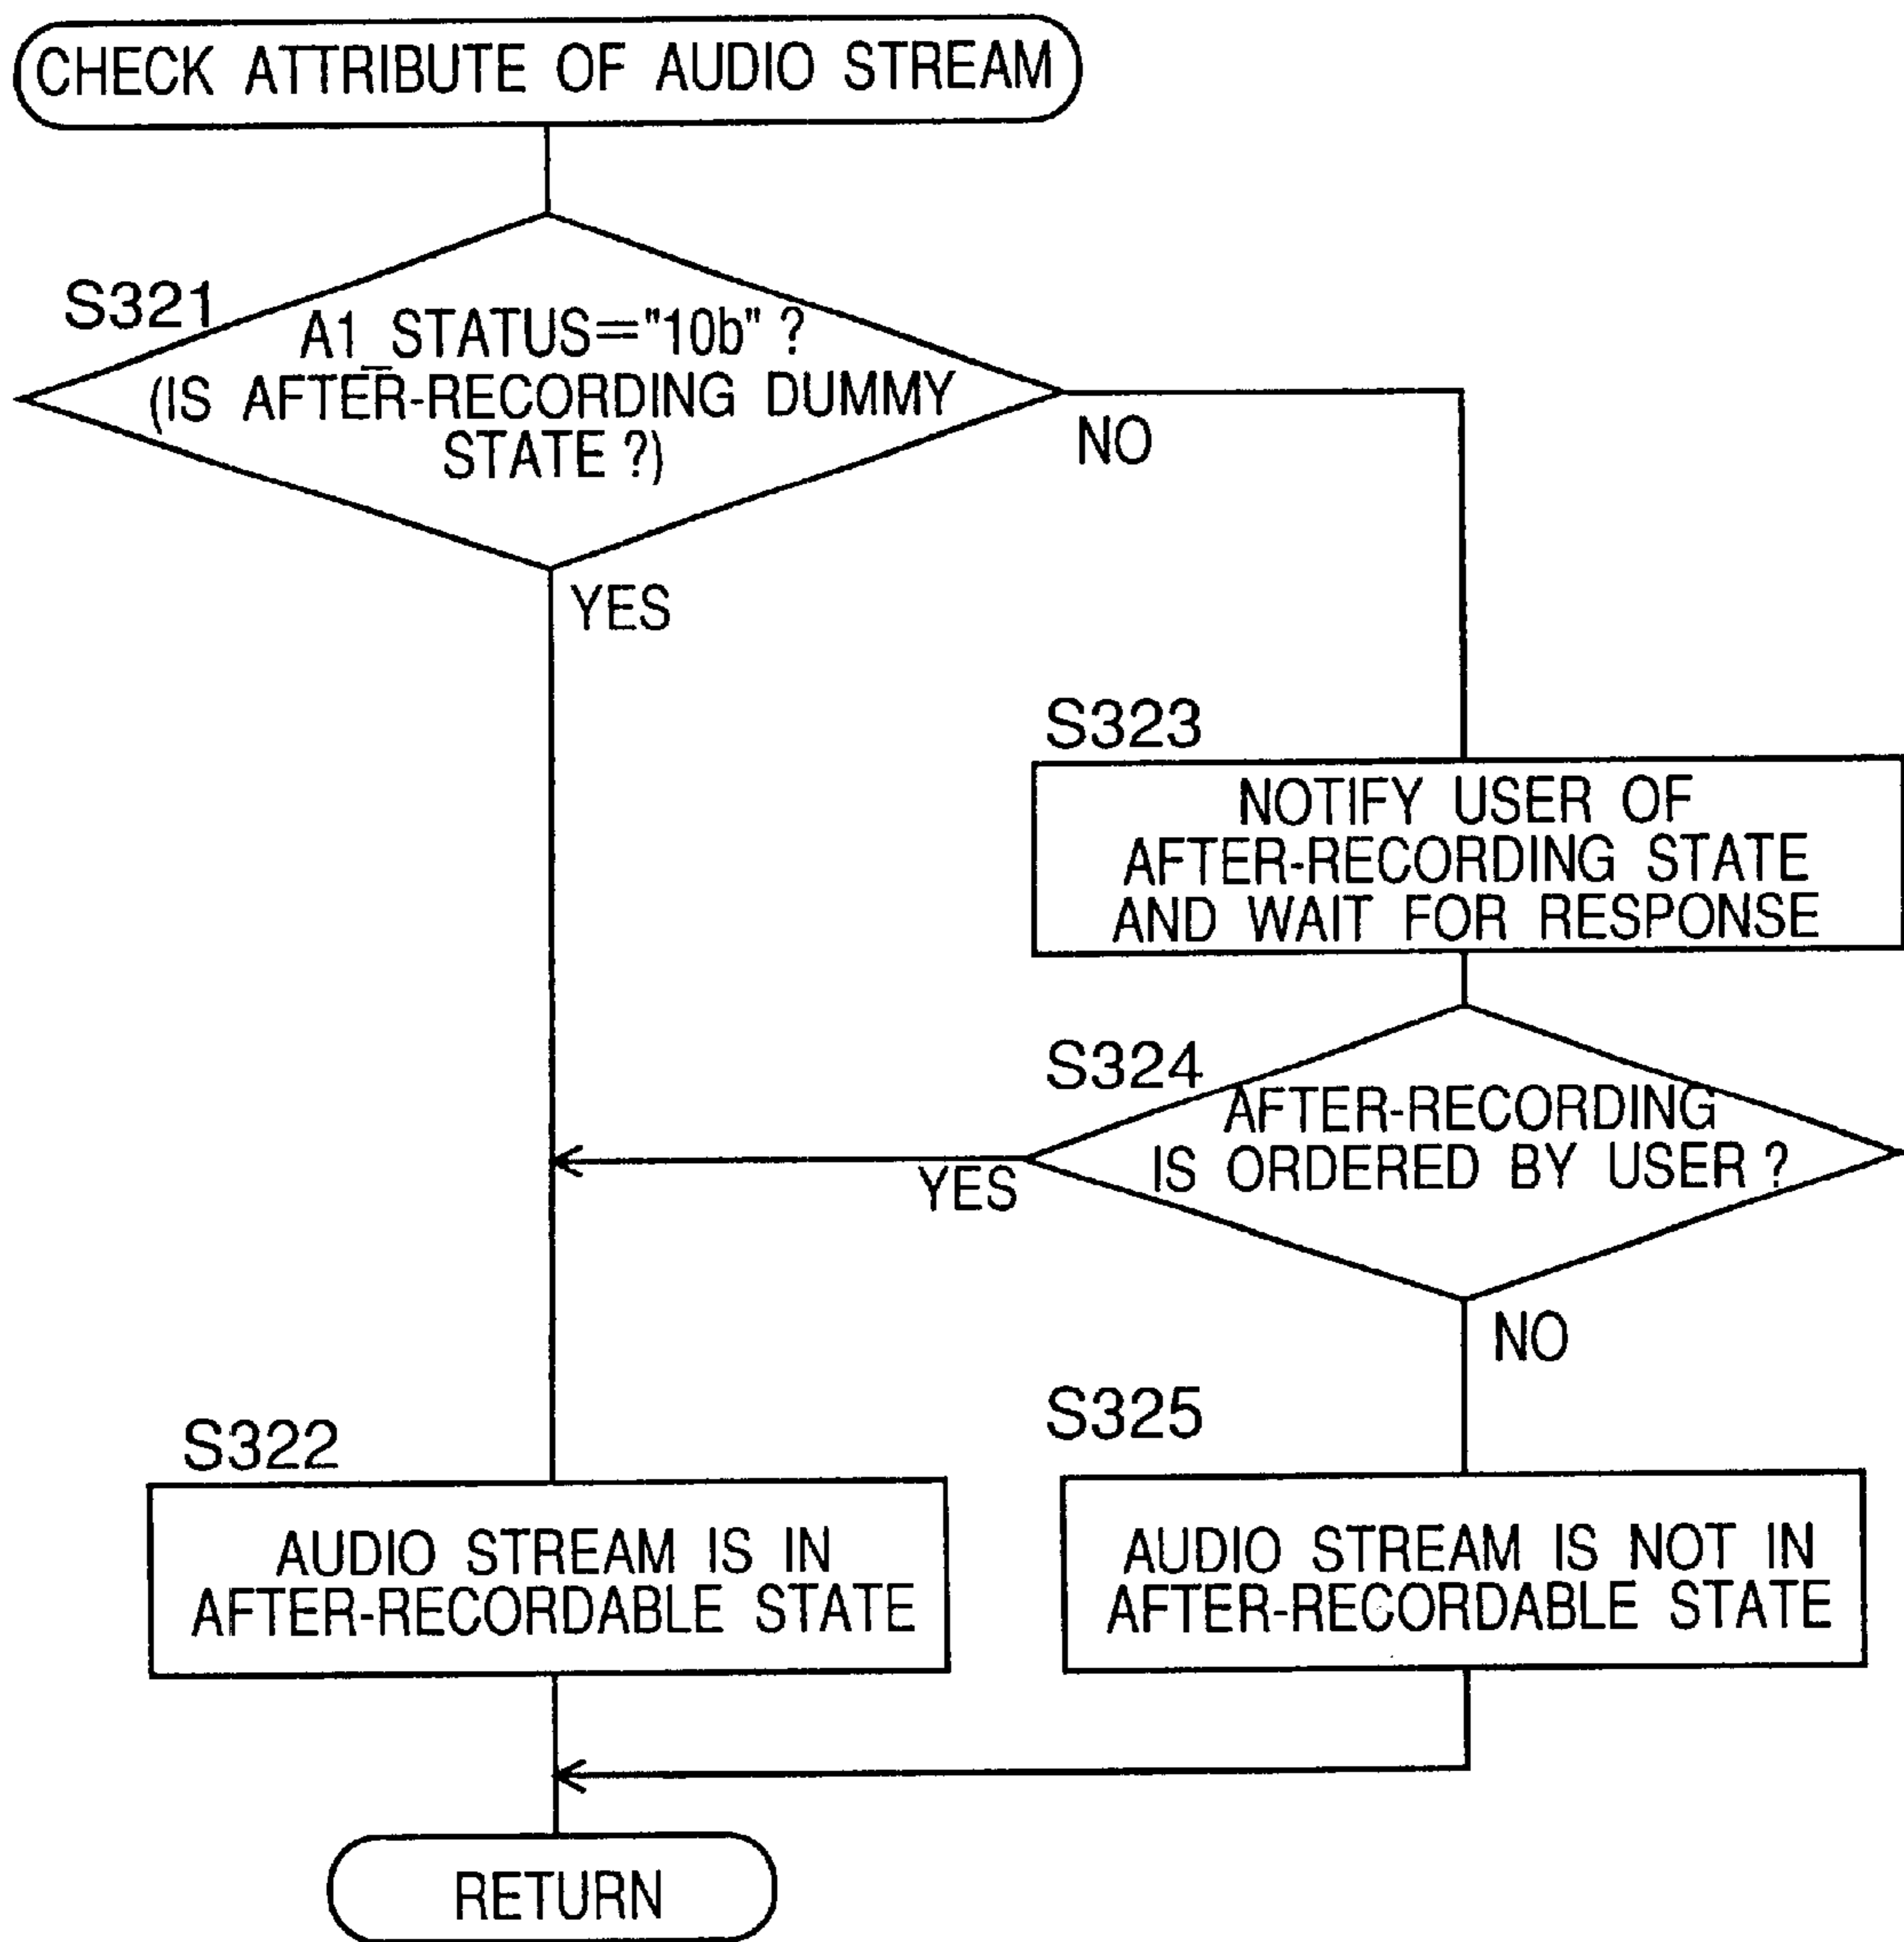 CHECK ATTRIBUTE OF AUDIO STREAM
S321
A1_STATUS="10b" ?
(IS AFTER-RECORDING DUMMY
STATE ?)
NO
YES
S323
NOTIFY USER OF
AFTER-RECORDING STATE
AND WAIT FOR RESPONSE
S324
AFTER-RECORDING
IS ORDERED BY USER ?
YES
NO
S322
AUDIO STREAM IS IN
AFTER-RECORDABLE STATE
S325
AUDIO STREAM IS NOT IN
AFTER-RECORDABLE STATE
RETURN